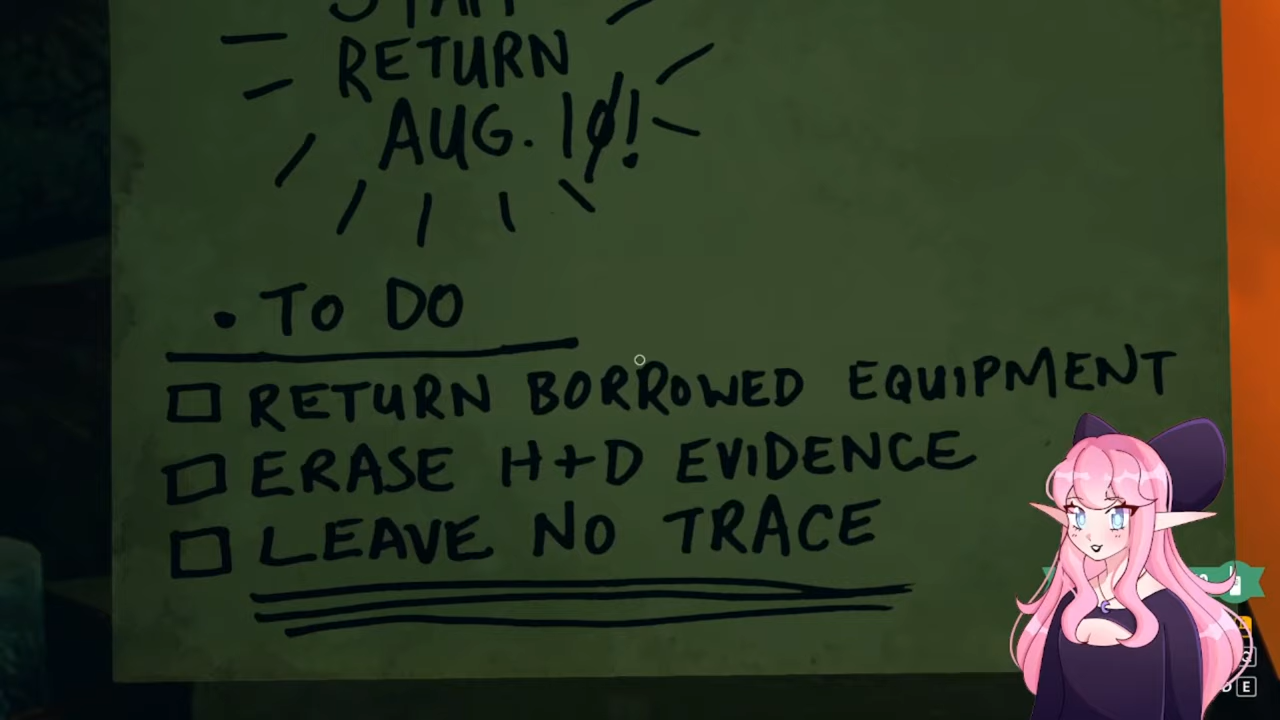 RETURN
AUG. 10!
• TO DO
RETURN BORROWED EQUIPMENT
ERASE H+D EVIDENCE
LEAVE NO TRACE
E